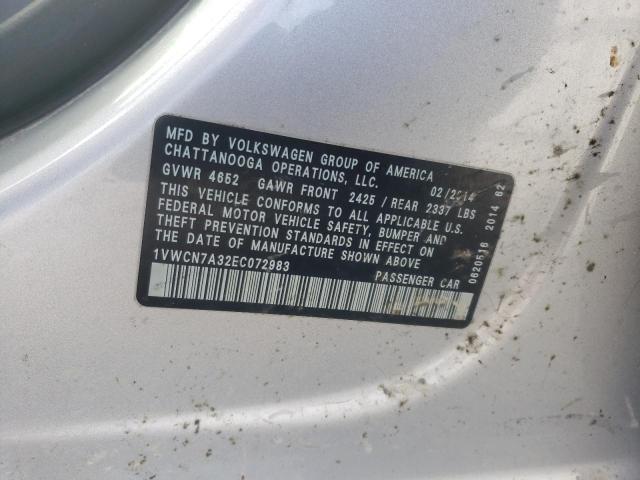 MFD BY VOLKSWAGEN GROUP OF AMERICA
CHATTANOOGA OPERATIONS, LLC. 02/2014
GVWR 4652 GAWR FRONT 2425 / REAR 2337 LBS
THIS VEHICLE CONFORMS TO ALL APPLICABLE U.S.
FEDERAL MOTOR VEHICLE SAFETY, BUMPER AND
THEFT PREVENTION STANDARDS IN EFFECT ON
THE DATE OF MANUFACTURE SHOWN ABOVE
1VWCN7A32EC072983 PASSENGER CAR
0620516 2014 62